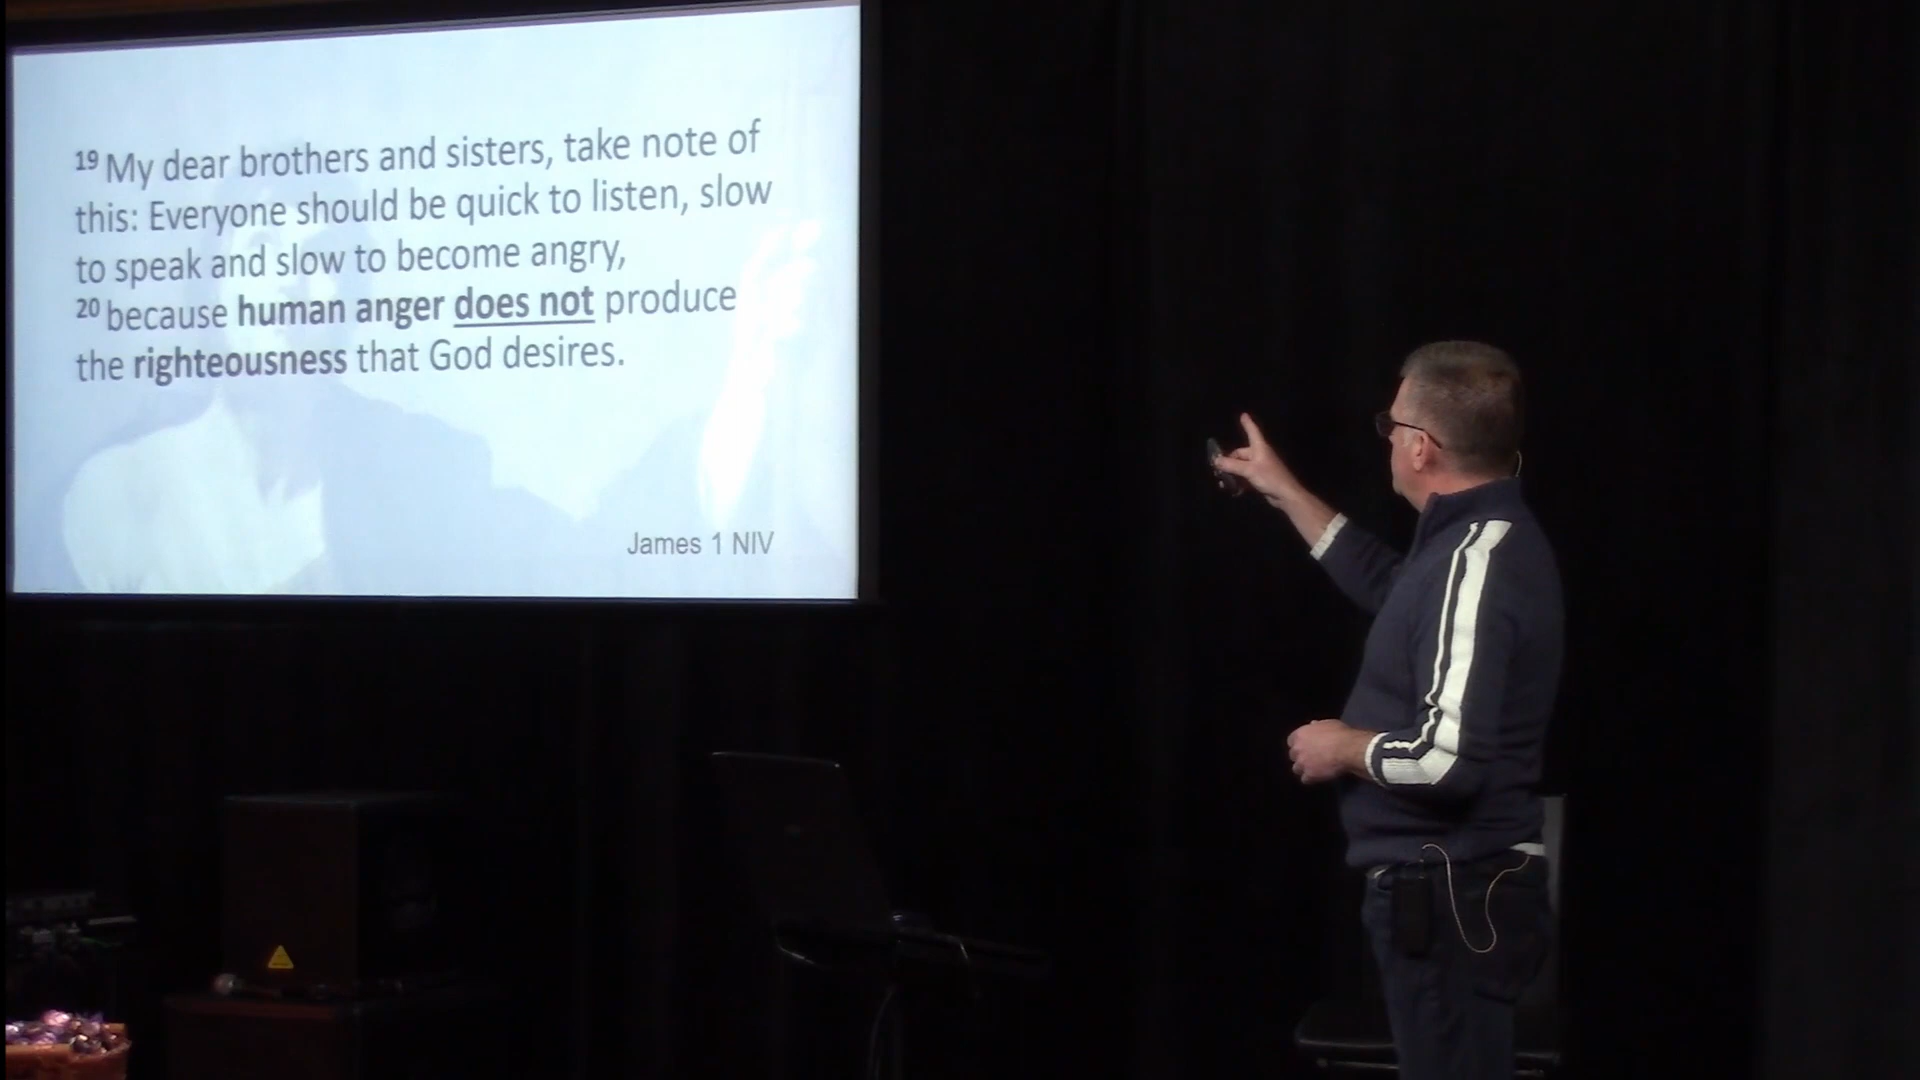 19 My dear brothers and sisters, take note of
this: Everyone should be quick to listen, slow
to speak and slow to become angry,
20 because human anger does not produce
the righteousness that God desires.
James 1 NIV